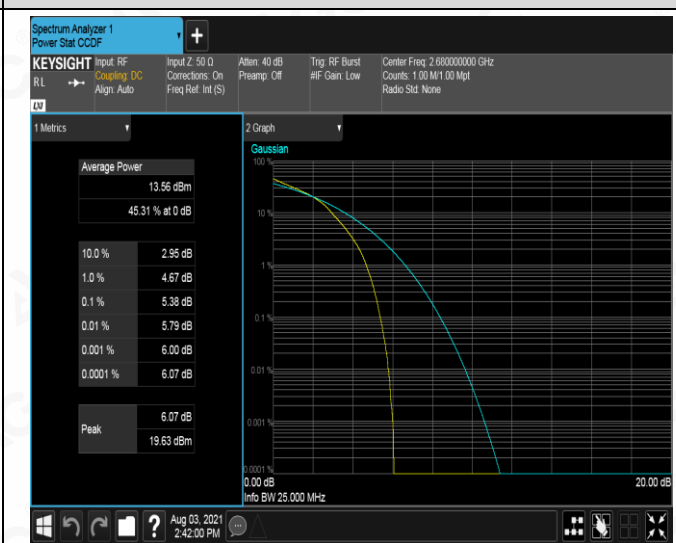 Spectrum Analyzer 1
Power Stat CCDF
+
KEYSIGHT
RL
LXI
Input: RF
Coupling: DC
Align: Auto
Input Z: 50 Ω
Corrections: On
Freq Ref: Int (S)
Atten: 40 dB
Preamp: Off
Trig: RF Burst
#IF Gain: Low
Center Freq: 2.680000000 GHz
Counts: 1.00 M/1.00 Mpt
Radio Std: None
1 Metrics
Average Power
13.56 dBm
45.31 % at 0 dB
10.0 % 2.95 dB
1.0 % 4.67 dB
0.1 % 5.38 dB
0.01 % 5.79 dB
0.001 % 6.00 dB
0.0001 % 6.07 dB
Peak
6.07 dB
19.63 dBm
2 Graph
Gaussian
100 %
10 %
1 %
0.1 %
0.01 %
0.001 %
0.0001 %
0.00 dB
20.00 dB
Info BW 25.000 MHz
?
Aug 03, 2021
2:42:00 PM